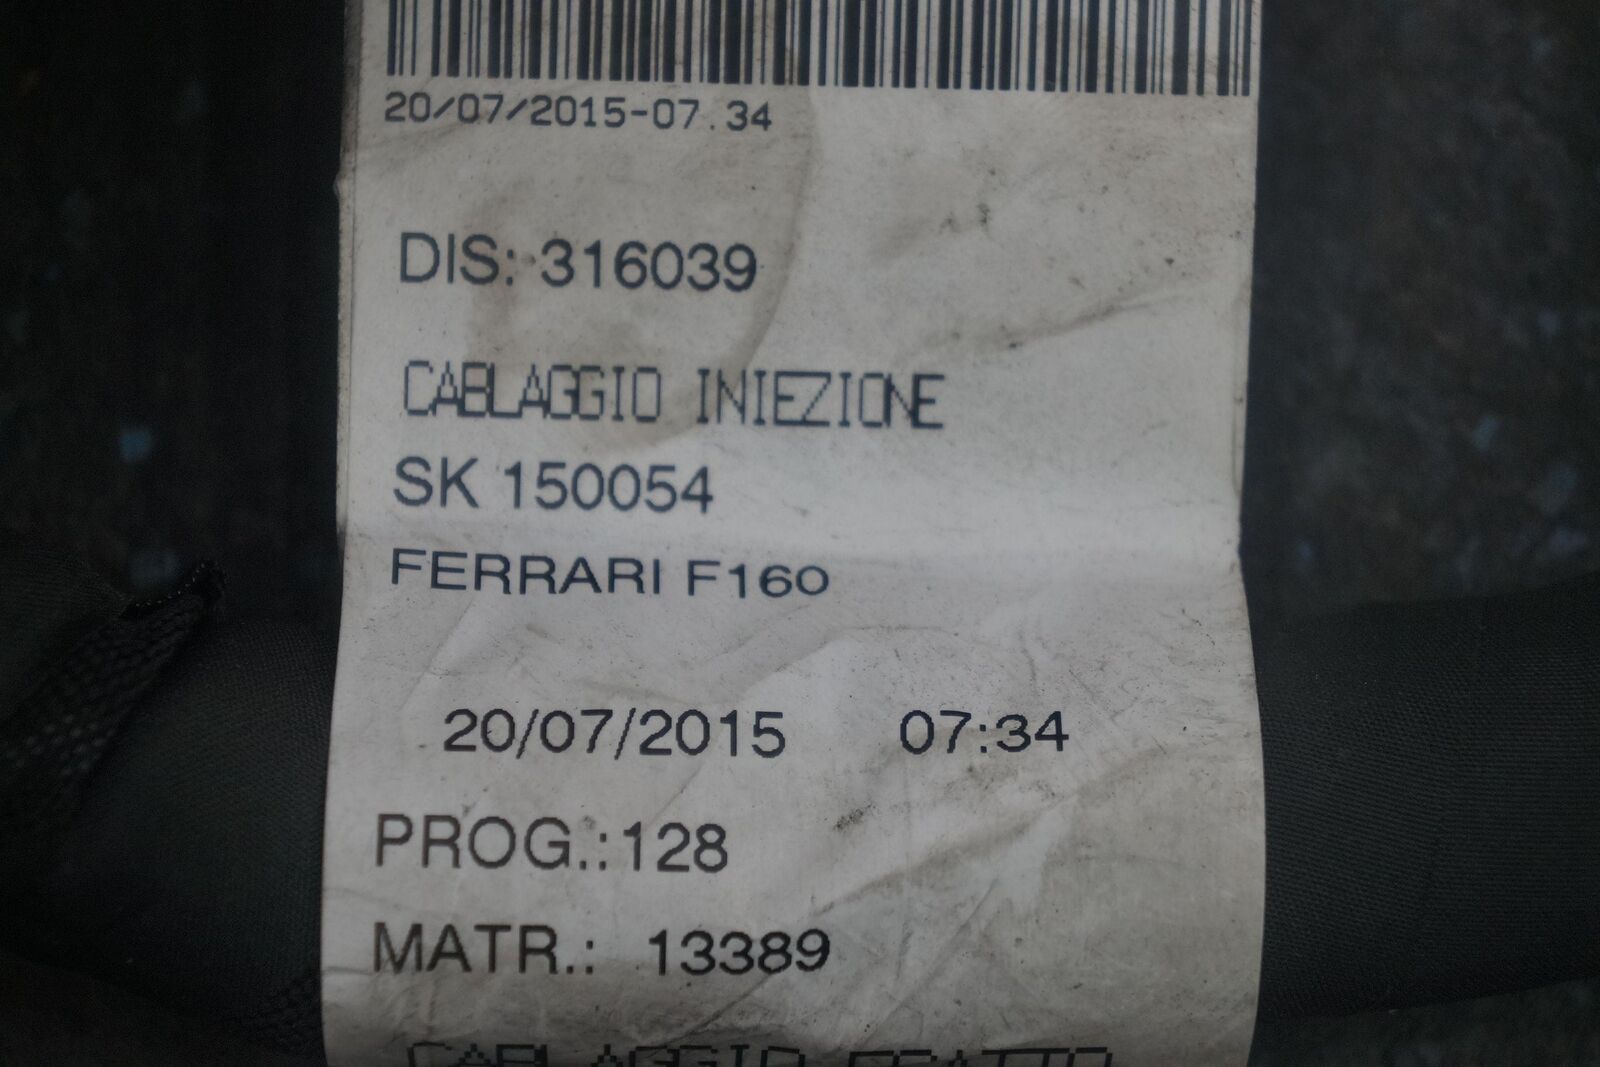 20/07/2015-07.34
DIS: 316039
CABLAGGIO INIEZIONE
SK 150054
FERRARI F160
20/07/2015 07:34
PROG.:128
MATR.: 13389
CABLAGGIO